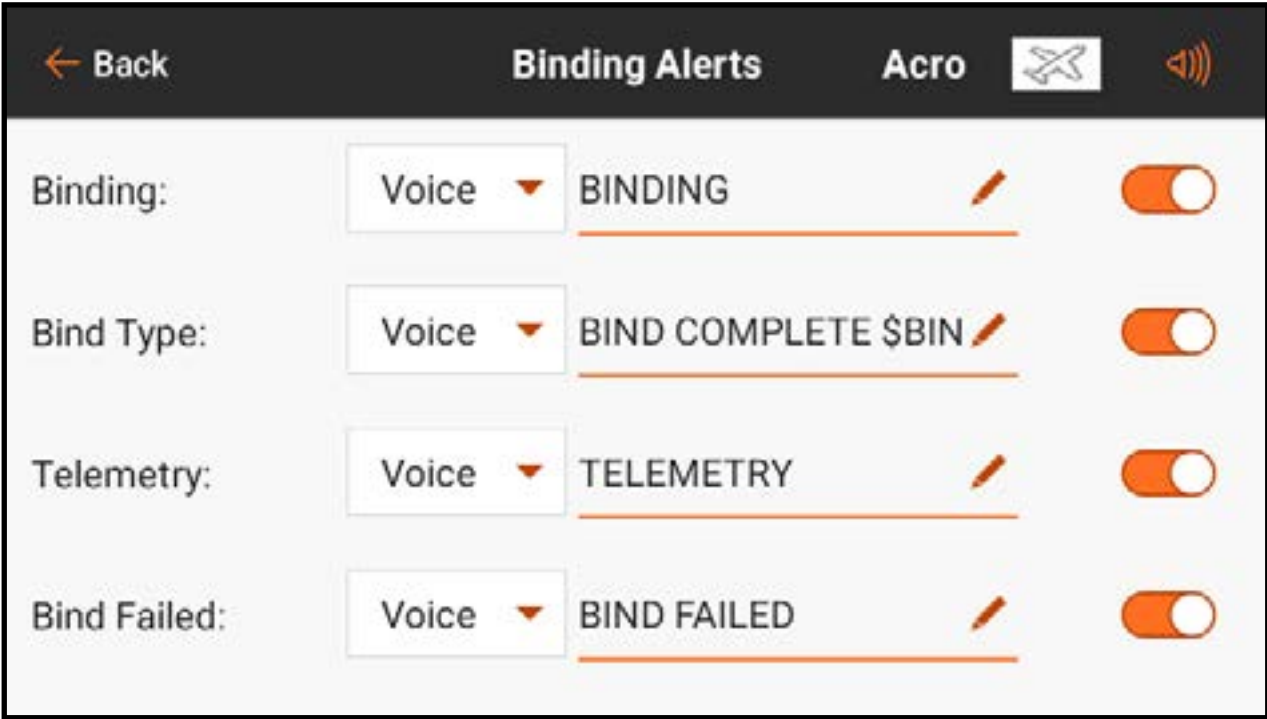 Back Binding Alerts Acro
Binding: Voice BINDING
Bind Type: Voice BIND COMPLETE $BIN
Telemetry: Voice TELEMETRY
Bind Failed: Voice BIND FAILED